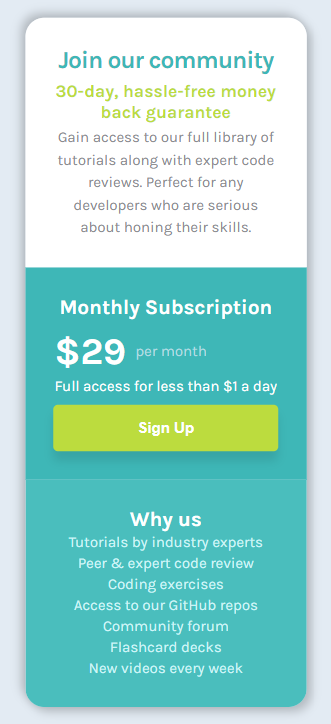 Join our community
30-day, hassle-free money
back guarantee
Gain access to our full library of
tutorials along with expert code
reviews. Perfect for any
developers who are serious
about honing their skills.
Monthly Subscription
$29 per month
Full access for less than $1 a day
Sign Up
Why us
Tutorials by industry experts
Peer & expert code review
Coding exercises
Access to our GitHub repos
Community forum
Flashcard decks
New videos every week